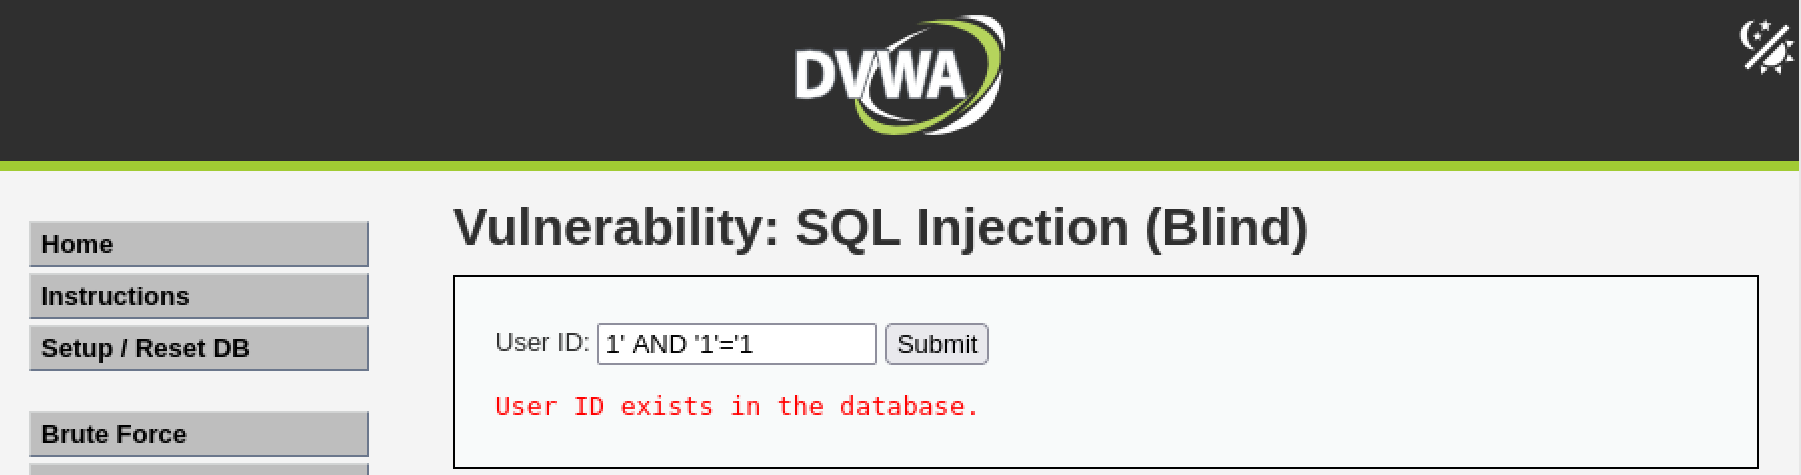 DVWA
Vulnerability: SQL Injection (Blind)
Home
Instructions
Setup / Reset DB
Brute Force
User ID: 1' AND '1'='1 Submit
User ID exists in the database.